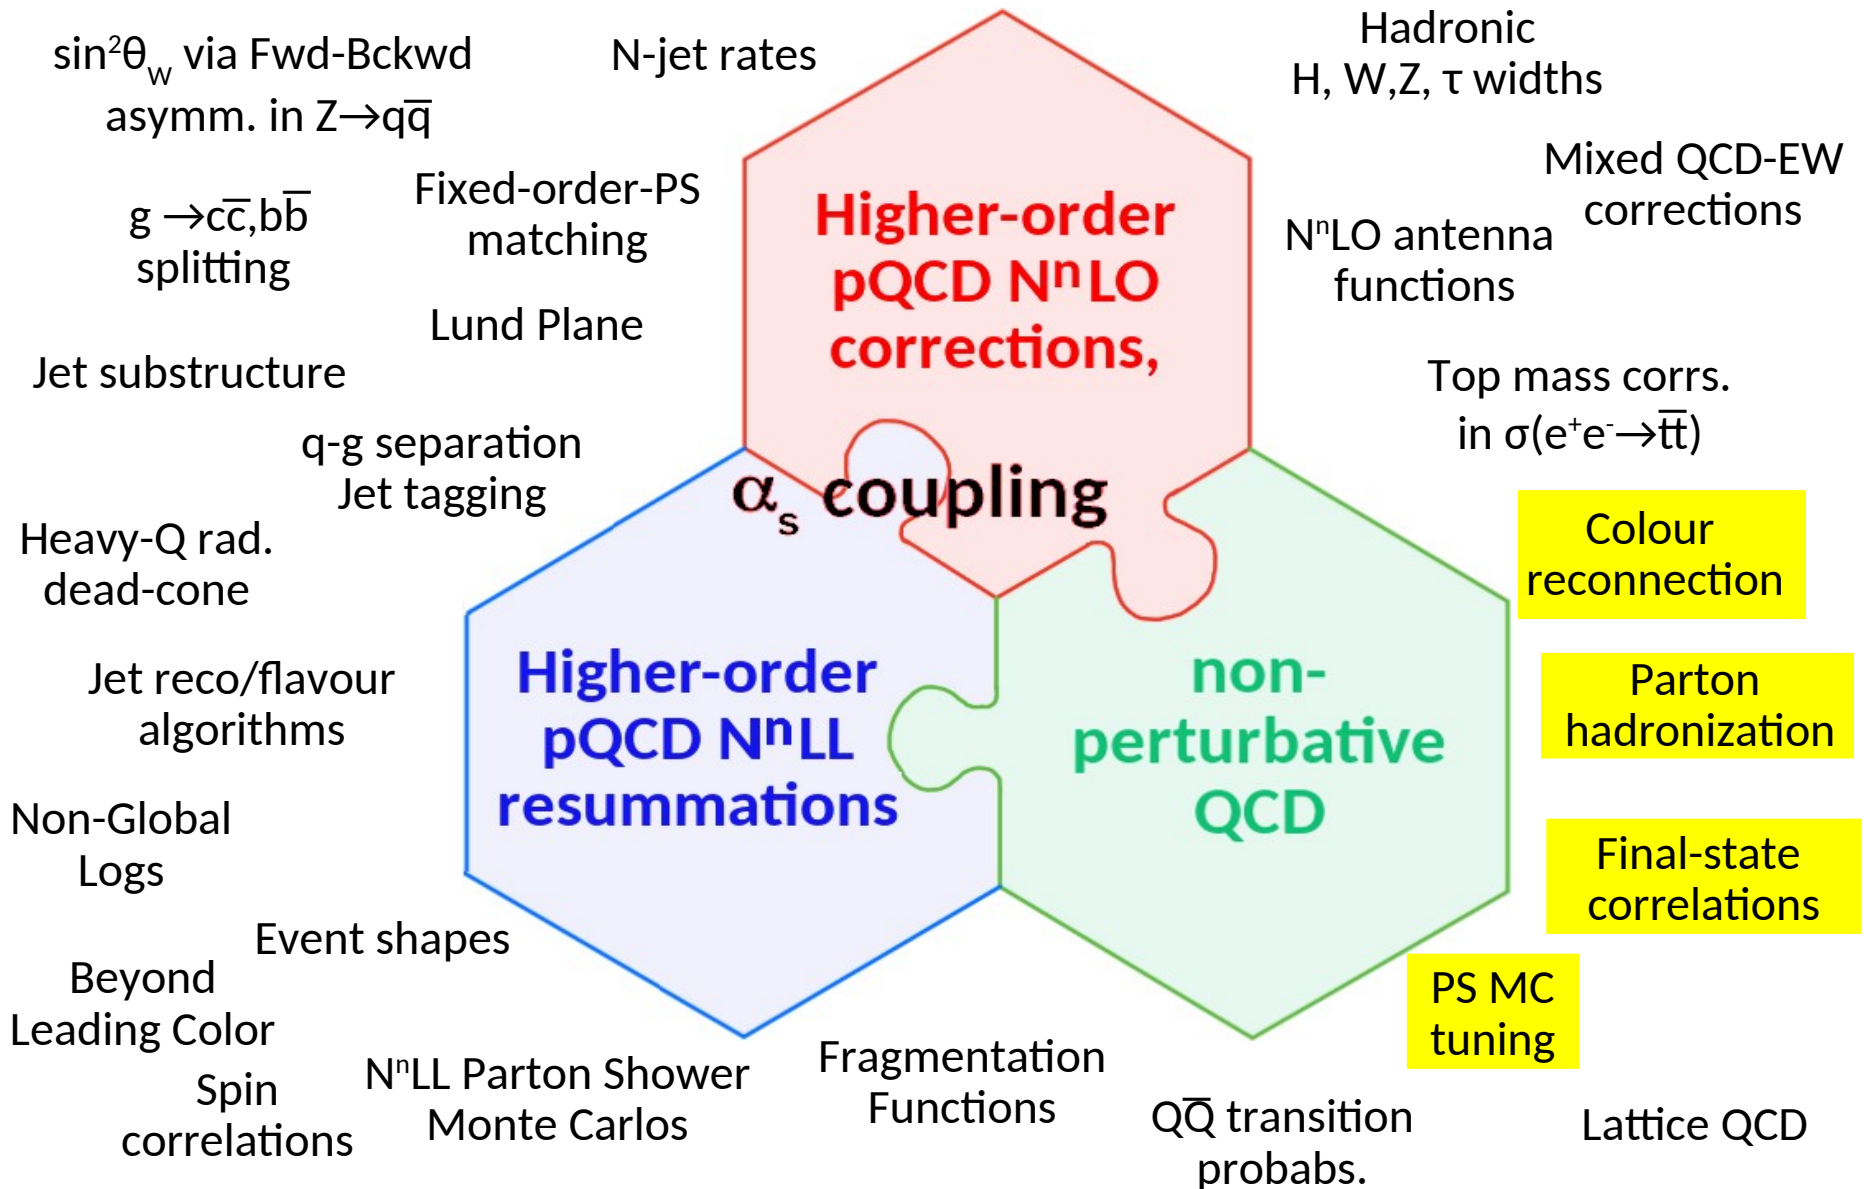 sin²θ_W via Fwd-Bckwd
asymm. in Z→qq̅
N-jet rates
Hadronic
H, W,Z, τ widths
Mixed QCD-EW
corrections
g →cc̅,bb̅
splitting
Fixed-order-PS
matching
Higher-order
pQCD NⁿLO
corrections,
NⁿLO antenna
functions
Lund Plane
Jet substructure
Top mass corrs.
in σ(e⁺e⁻→t̅t̅)
q-g separation
Jet tagging
α_s coupling
Colour
reconnection
Heavy-Q rad.
dead-cone
Jet reco/flavour
algorithms
Higher-order
pQCD NⁿLL
resummations
non-
perturbative
QCD
Parton
hadronization
Non-Global
Logs
Final-state
correlations
Event shapes
Beyond
Leading Color
PS MC
tuning
Spin
correlations
NⁿLL Parton Shower
Monte Carlos
Fragmentation
Functions
QQ̅ transition
probabs.
Lattice QCD